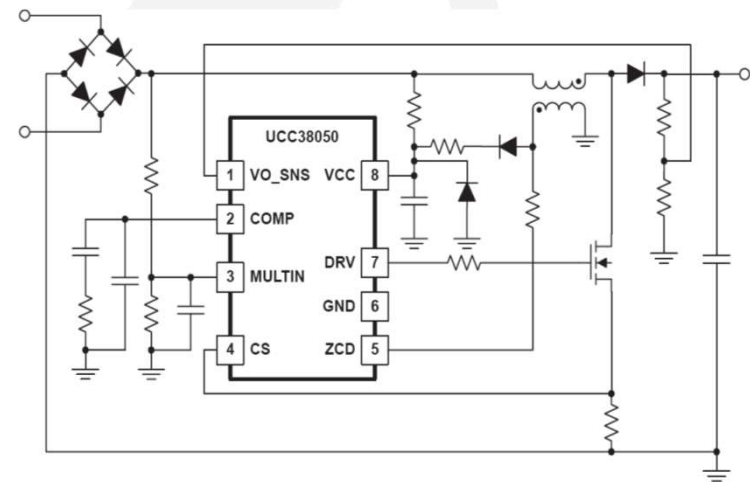 UCC38050
1 VO_SNS VCC 8
2 COMP
DRV 7
3 MULTIN
GND 6
4 CS ZCD 5